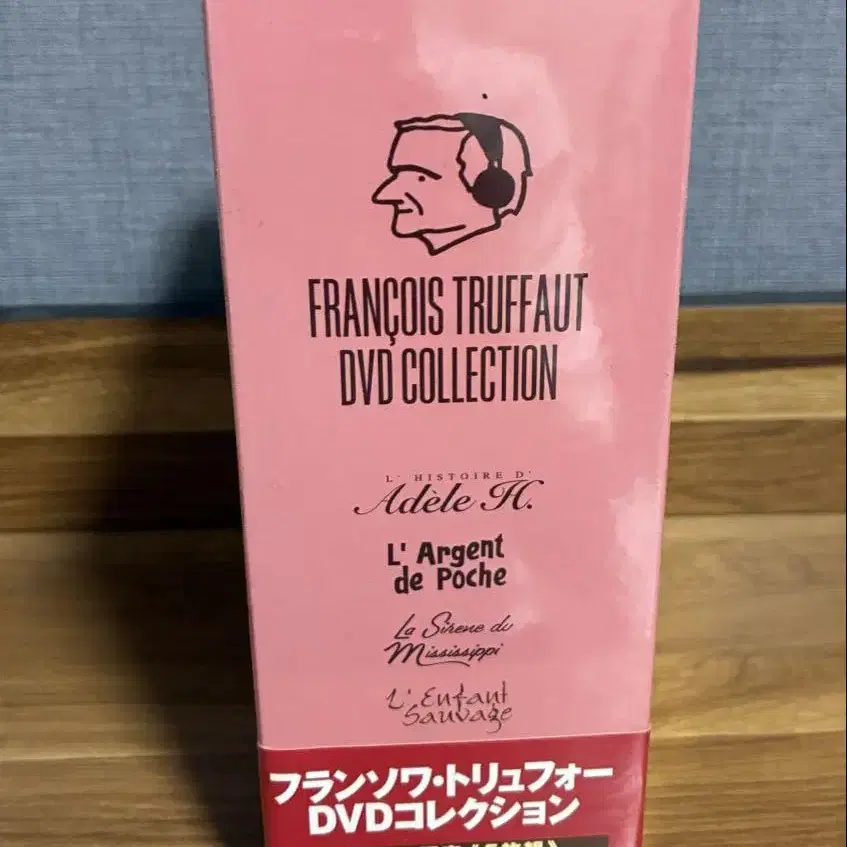 FRANÇOIS TRUFFAUT
DVD COLLECTION
L' HISTOIRE D'
Adèle H.
L' Argent
de Poche
La Sirene du
Mississippi
L' Enfant
Sauvage
フランソワ・トリュフォー
DVDコレクション